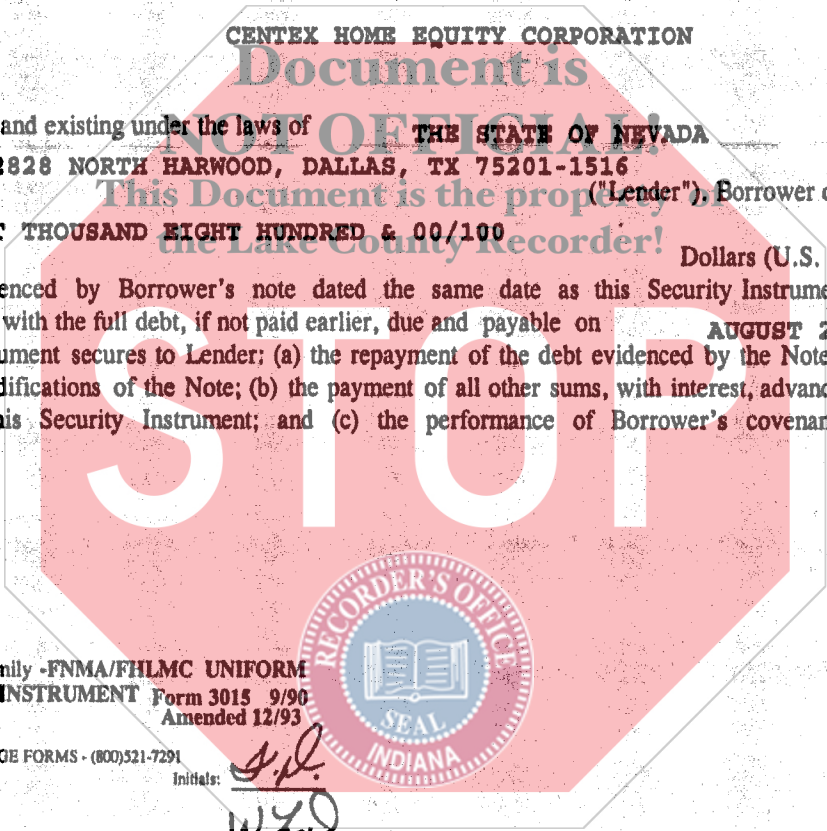 CENTEX HOME EQUITY CORPORATION
Document is
and existing under the laws of THE STATE OF NEVADA
NOT OFFICIAL!
2828 NORTH HARWOOD, DALLAS, TX 75201-1516
This Document is the property of
("Lender"). Borrower
THOUSAND EIGHT HUNDRED & 00/100
the Lake County Recorder!
Dollars (U.S.
enced by Borrower's note dated the same date as this Security Instrume
with the full debt, if not paid earlier, due and payable on AUGUST 2
ument secures to Lender: (a) the repayment of the debt evidenced by the Note
difications of the Note; (b) the payment of all other sums, with interest, advanc
his Security Instrument; and (c) the performance of Borrower's covenan
STOP
RECORDER'S OFFICE
SEAL
INDIANA
mily -FNMA/FHLMC UNIFORM
INSTRUMENT Form 3015 9/90
Amended 12/93
GE FORMS - (800)521-7291
Initials: